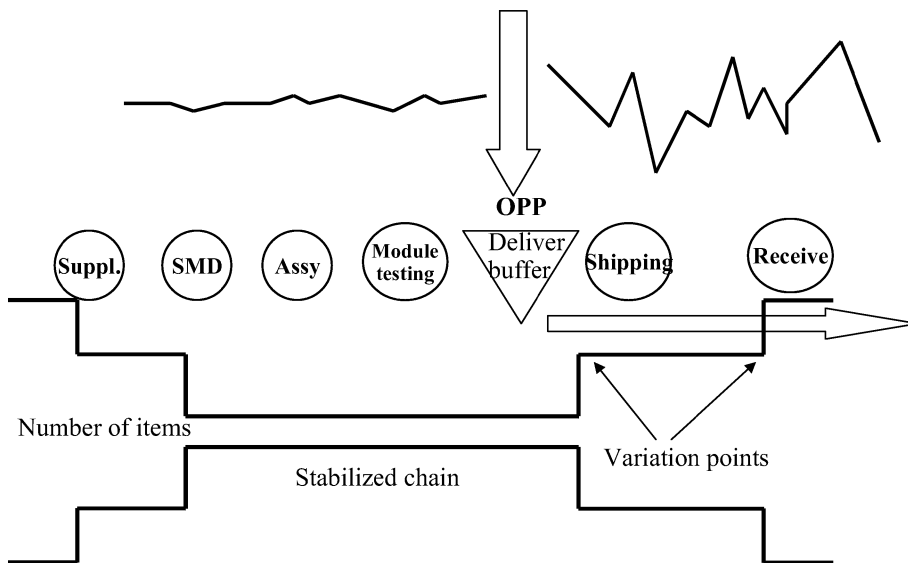 OPP
Deliver
buffer
Suppl.
SMD
Assy
Module
testing
Shipping
Receive
Number of items
Stabilized chain
Variation points